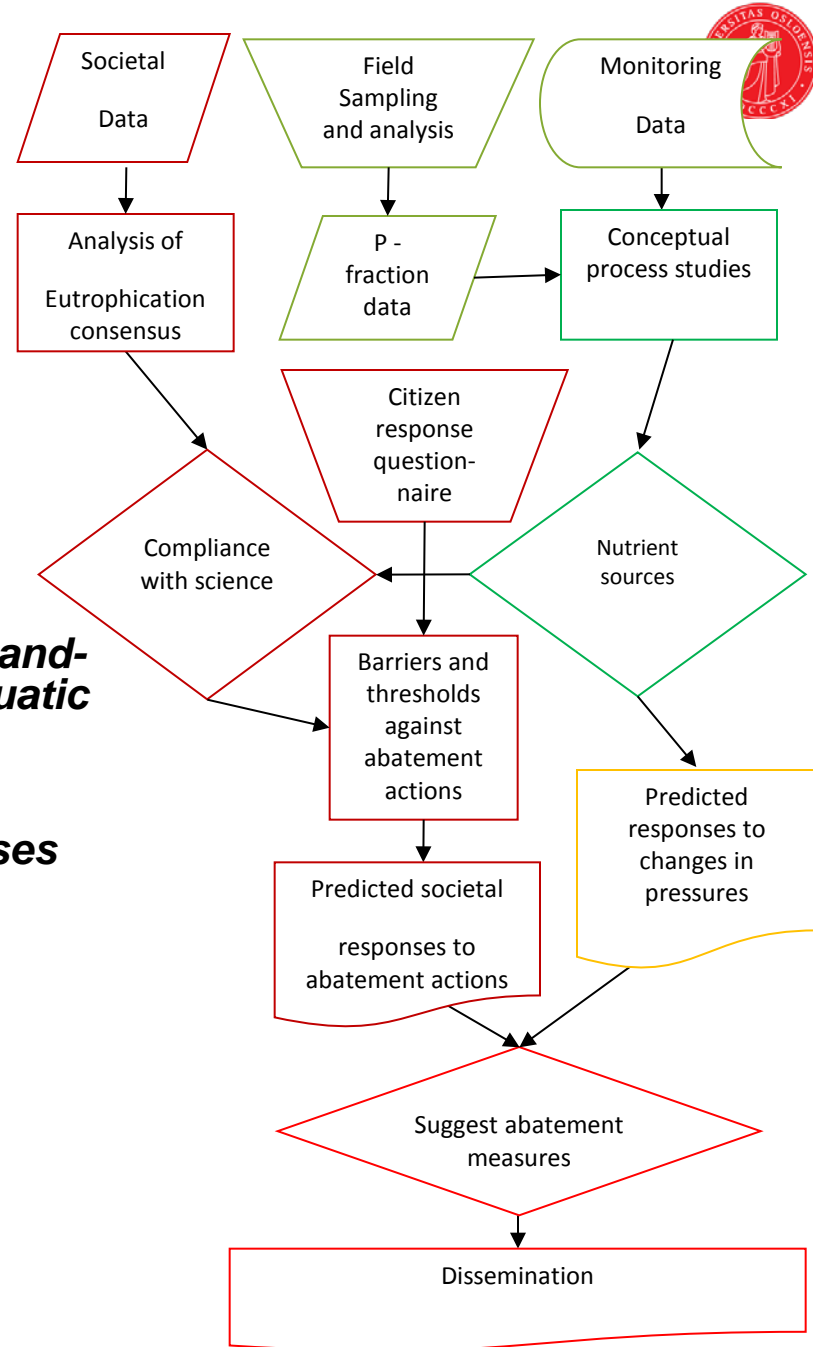 Societal
Data
Field
Sampling
and analysis
Monitoring
Data
Analysis of
Eutrophication
consensus
P -
fraction
data
Conceptual
process studies
Citizen
response
question-
naire
Compliance
with science
Nutrient
sources
and-
uatic
ses
Barriers and
thresholds
against
abatement
actions
Predicted
responses to
changes in
pressures
Predicted societal
responses to
abatement actions
Suggest abatement
measures
Dissemination